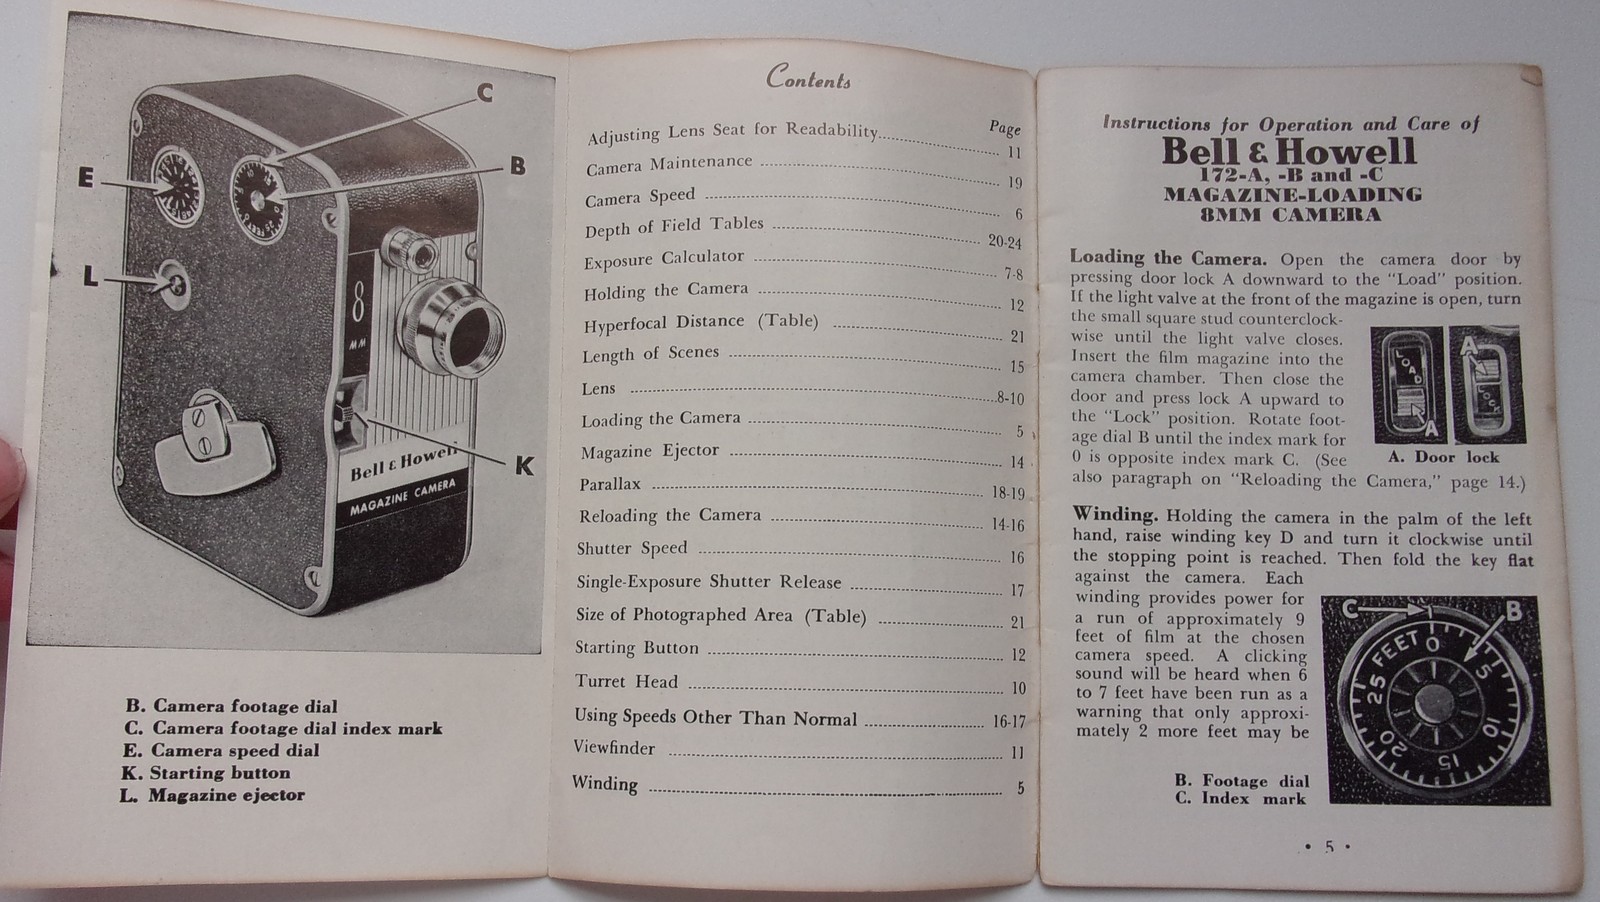 C
B
E
L
8
MM
K
Bell & Howell
MAGAZINE CAMERA
B. Camera footage dial
C. Camera footage dial index mark
E. Camera speed dial
K. Starting button
L. Magazine ejector
Contents
Page
Adjusting Lens Seat for Readability 11
Camera Maintenance 19
Camera Speed 6
Depth of Field Tables 20-24
Exposure Calculator 7-8
Holding the Camera 12
Hyperfocal Distance (Table) 21
Length of Scenes 15
Lens 8-10
Loading the Camera 5
Magazine Ejector 14
Parallax 18-19
Reloading the Camera 14-16
Shutter Speed 16
Single-Exposure Shutter Release 17
Size of Photographed Area (Table) 21
Starting Button 12
Turret Head 10
Using Speeds Other Than Normal 16-17
Viewfinder 11
Winding 5
Instructions for Operation and Care of
Bell & Howell
172-A, -B and -C
MAGAZINE-LOADING
8MM CAMERA
Loading the Camera. Open the camera door by
pressing door lock A downward to the "Load" position.
If the light valve at the front of the magazine is open, turn
the small square stud counterclock-
wise until the light valve closes.
Insert the film magazine into the
camera chamber. Then close the
door and press lock A upward to
the "Lock" position. Rotate foot-
age dial B until the index mark for
0 is opposite index mark C. (See
also paragraph on "Reloading the Camera," page 14.)
LOAD
A
A
LOCK
A. Door lock
Winding. Holding the camera in the palm of the left
hand, raise winding key D and turn it clockwise until
the stopping point is reached. Then fold the key flat
against the camera. Each
winding provides power for
a run of approximately 9
feet of film at the chosen
camera speed. A clicking
sound will be heard when 6
to 7 feet have been run as a
warning that only approxi-
mately 2 more feet may be
C
B
FEET 0 5 10 15 20 25
B. Footage dial
C. Index mark
• 5 •